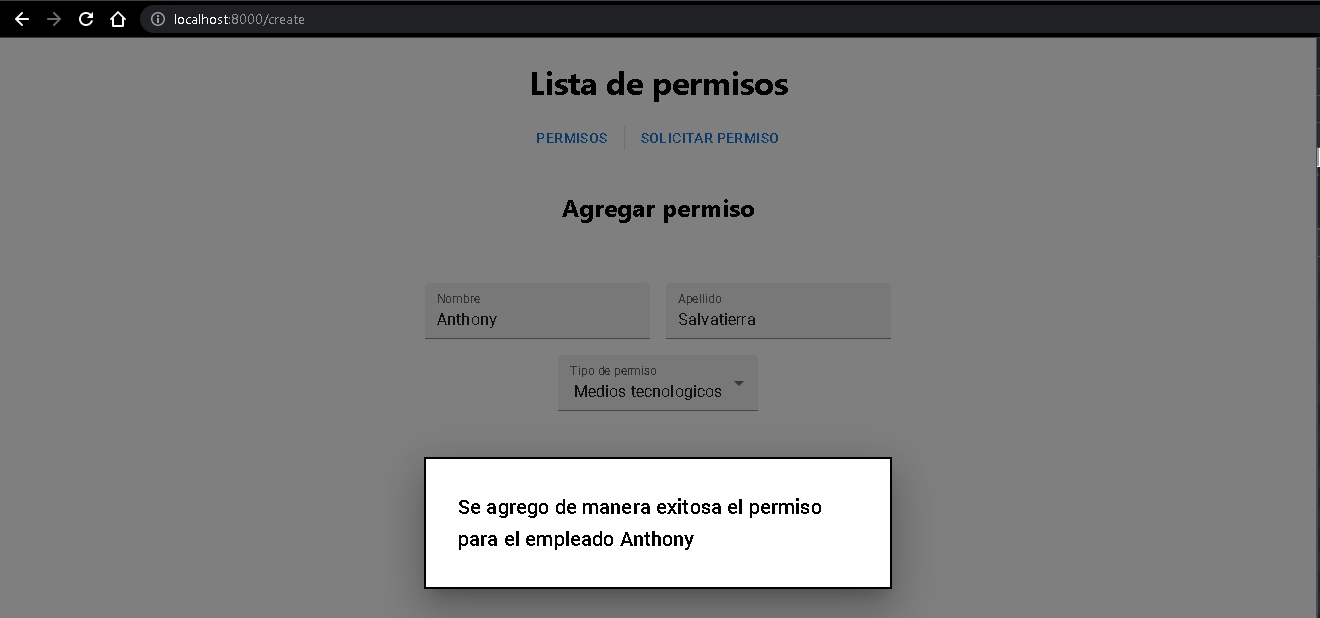 localhost:8000/create
Lista de permisos
PERMISOS SOLICITAR PERMISO
Agregar permiso
Nombre Apellido
Anthony Salvatierra
Tipo de permiso
Medios tecnologicos
Se agrego de manera exitosa el permiso
para el empleado Anthony